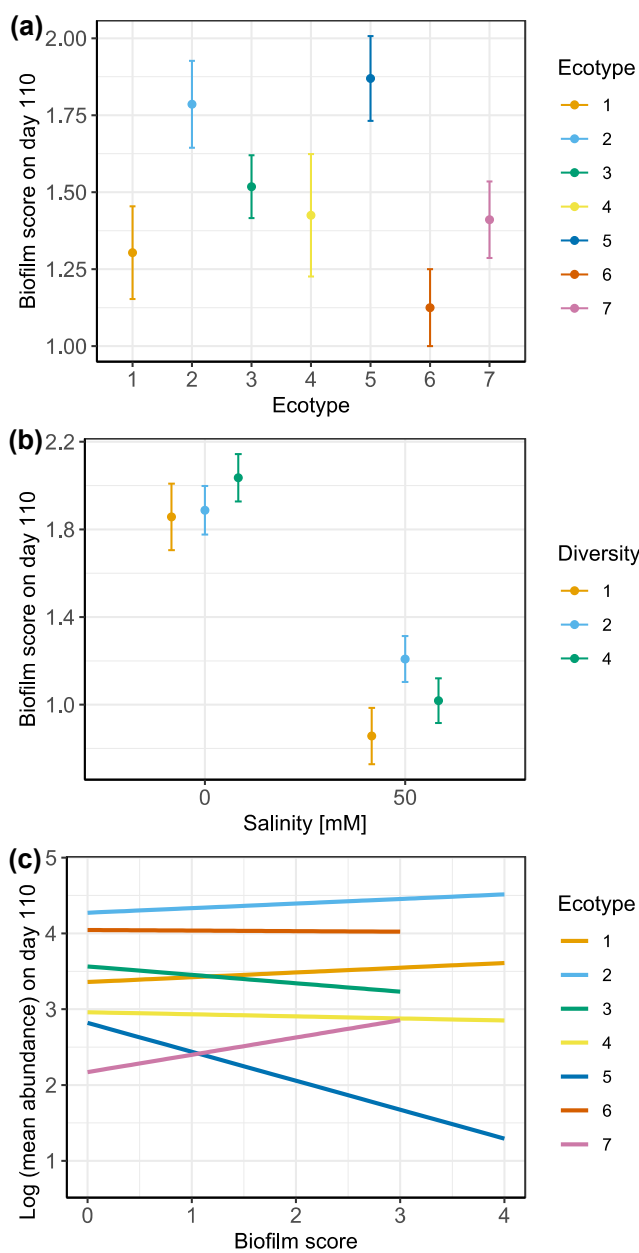 (a)
Biofilm score on day 110
2.00
1.75
1.50
1.25
1.00
1 2 3 4 5 6 7
Ecotype
Ecotype
1
2
3
4
5
6
7
(b)
Biofilm score on day 110
2.2
1.8
1.4
1.0
0 50
Salinity [mM]
Diversity
1
2
4
(c)
Log (mean abundance) on day 110
5
4
3
2
1
0 1 2 3 4
Biofilm score
Ecotype
1
2
3
4
5
6
7